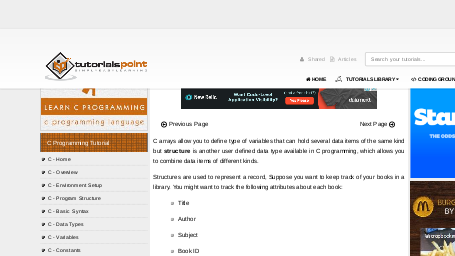 Shared Articles
Search your tutorials...
tutorialspoint
SIMPLYEASYLEARNING
HOME TUTORIALS LIBRARY CODING GROUN
LEARN C PROGRAMMING
c programming language
C Programming Tutorial
C - Home
C - Overview
C - Environment Setup
C - Program Structure
C - Basic Syntax
C - Data Types
C - Variables
C - Constants
New Relic.
Want Code-Level
Application Visibility?
Previous Page
Next Page
C arrays allow you to define type of variables that can hold several data items of the same kind
but structure is another user defined data type available in C programming, which allows you
to combine data items of different kinds.
Structures are used to represent a record, Suppose you want to keep track of your books in a
library. You might want to track the following attributes about each book:
Title
Author
Subject
Book ID
Sta
THE CODE
BURG
BY